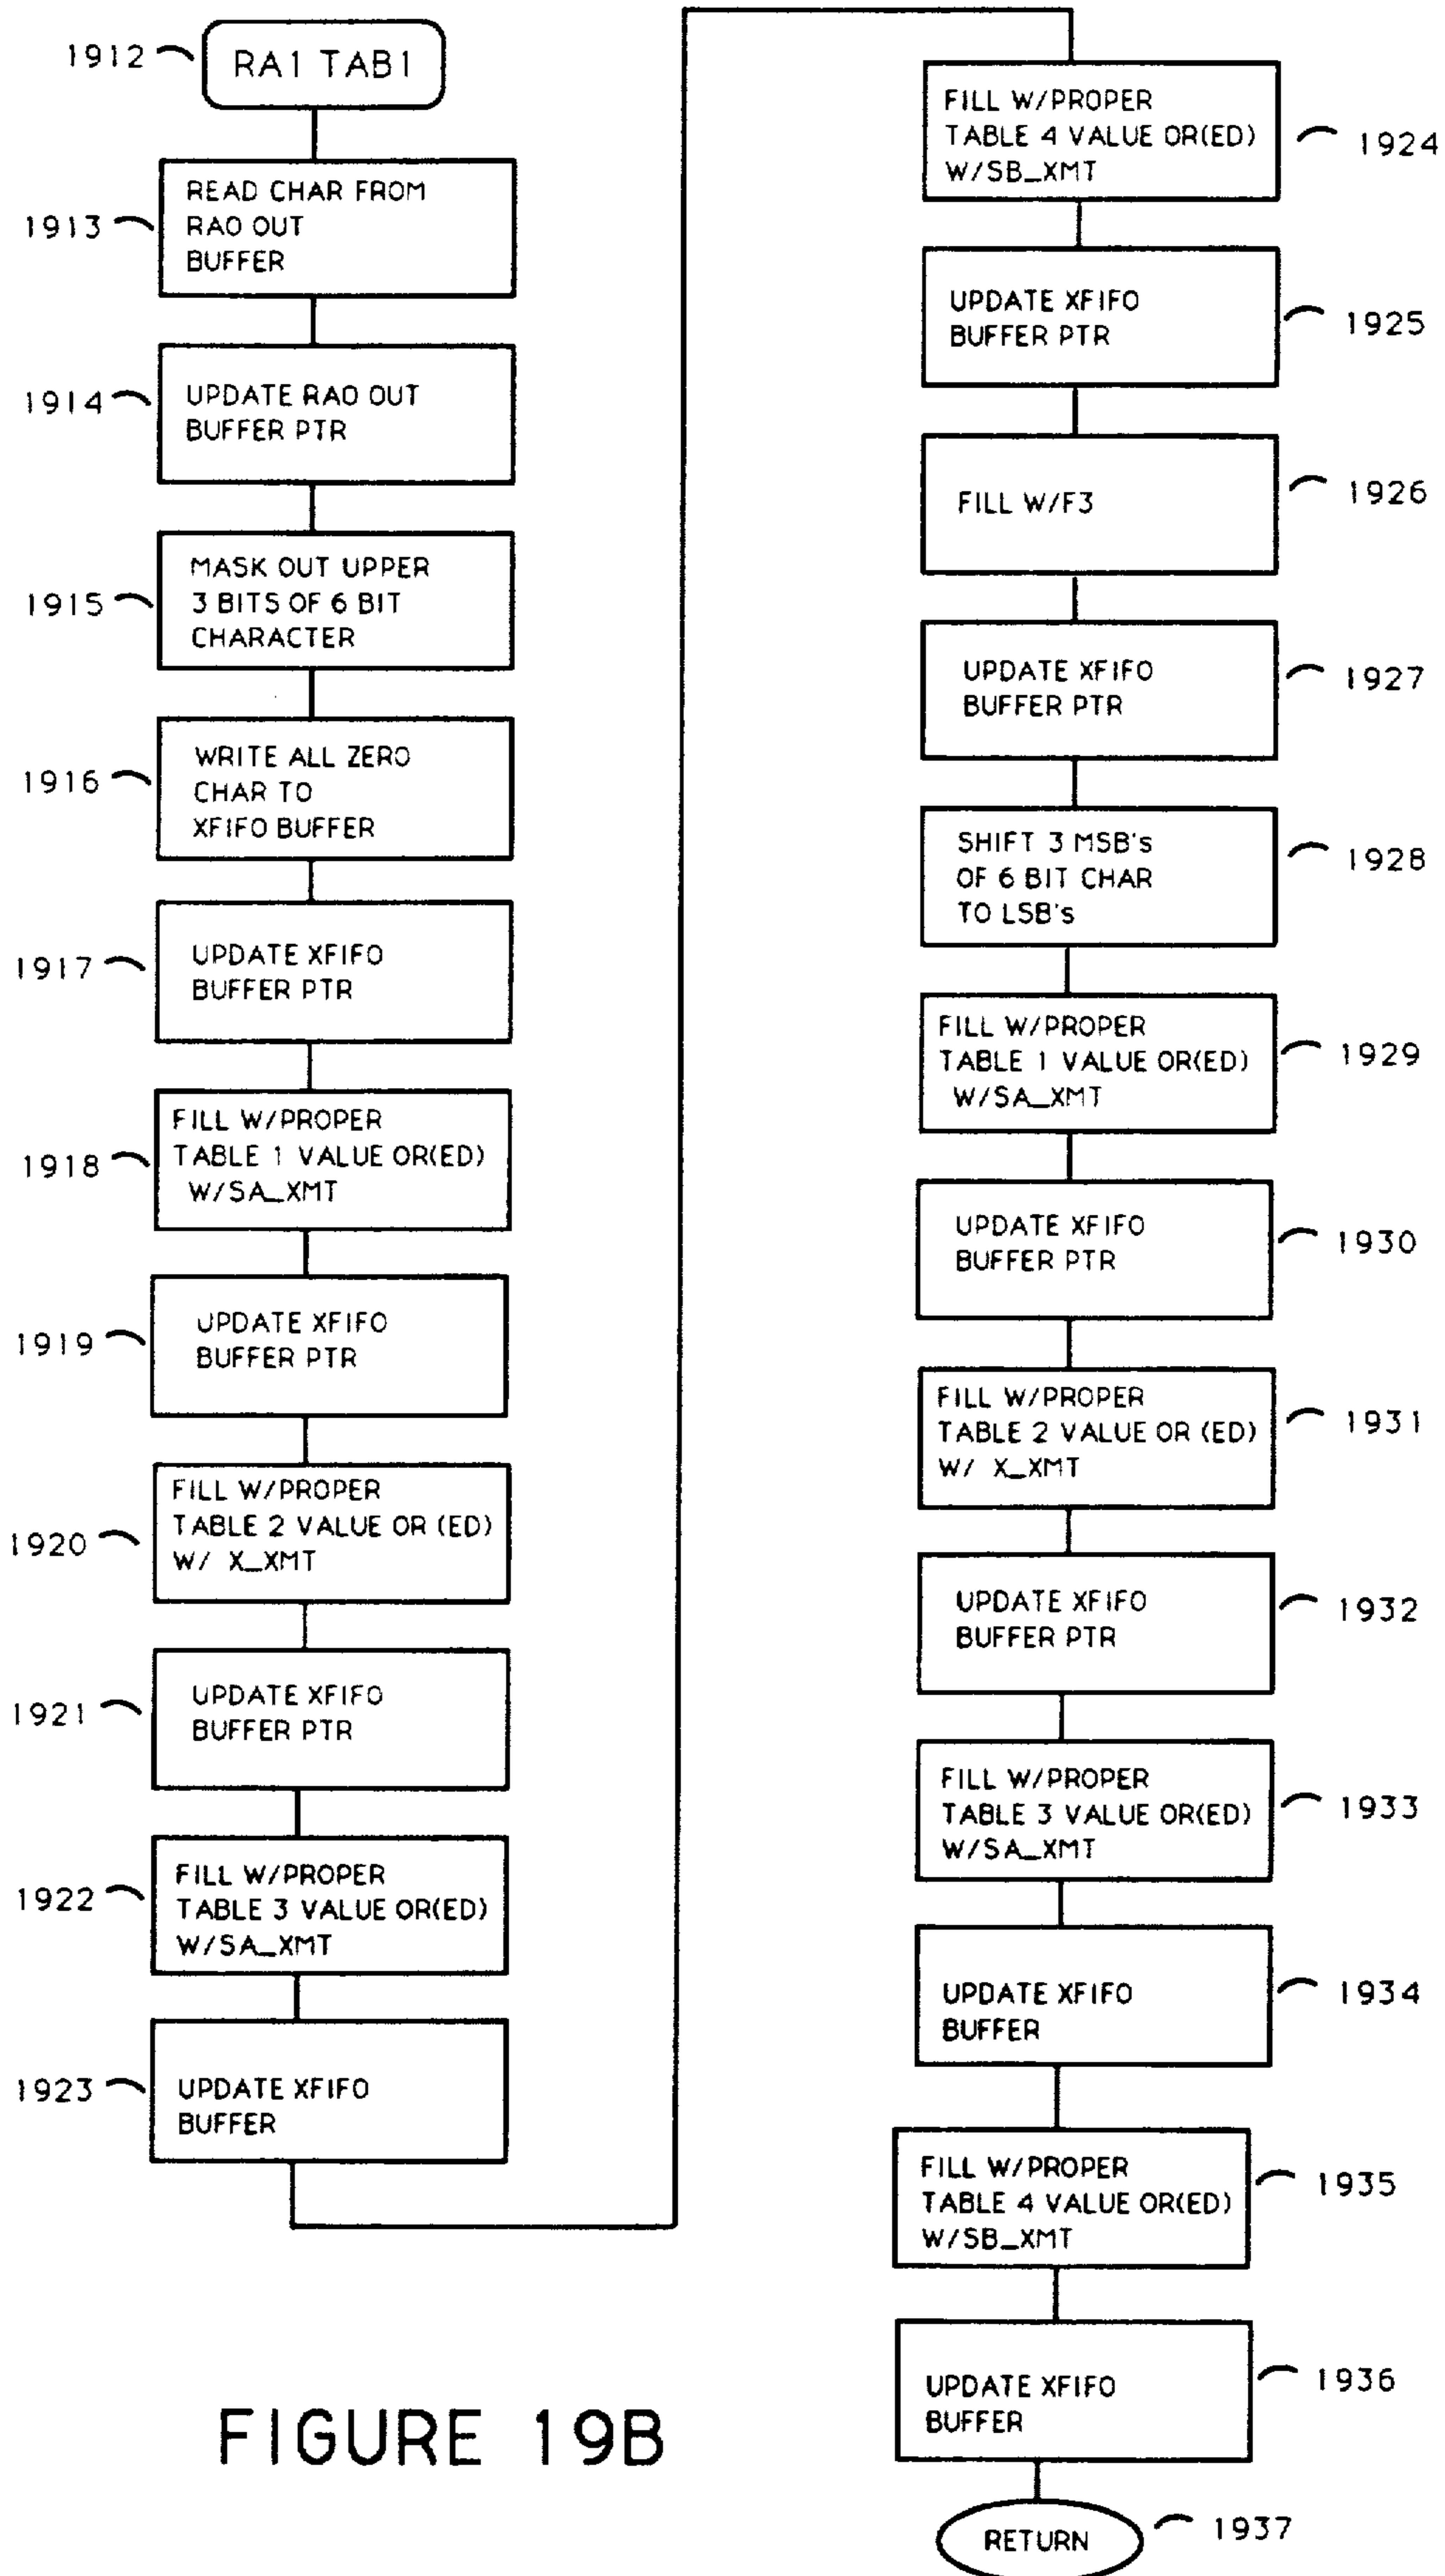 1912
RA1 TAB1
1913
READ CHAR FROM
RA0 OUT
BUFFER
1914
UPDATE RA0 OUT
BUFFER PTR
1915
MASK OUT UPPER
3 BITS OF 6 BIT
CHARACTER
1916
WRITE ALL ZERO
CHAR TO
XFIFO BUFFER
1917
UPDATE XFIFO
BUFFER PTR
1918
FILL W/PROPER
TABLE 1 VALUE OR(ED)
W/SA_XMT
1919
UPDATE XFIFO
BUFFER PTR
1920
FILL W/PROPER
TABLE 2 VALUE OR (ED)
W/ X_XMT
1921
UPDATE XFIFO
BUFFER PTR
1922
FILL W/PROPER
TABLE 3 VALUE OR(ED)
W/SA_XMT
1923
UPDATE XFIFO
BUFFER
FILL W/PROPER
TABLE 4 VALUE OR(ED)
W/SB_XMT
1924
UPDATE XFIFO
BUFFER PTR
1925
FILL W/F3
1926
UPDATE XFIFO
BUFFER PTR
1927
SHIFT 3 MSB's
OF 6 BIT CHAR
TO LSB's
1928
FILL W/PROPER
TABLE 1 VALUE OR(ED)
W/SA_XMT
1929
UPDATE XFIFO
BUFFER PTR
1930
FILL W/PROPER
TABLE 2 VALUE OR (ED)
W/ X_XMT
1931
UPDATE XFIFO
BUFFER PTR
1932
FILL W/PROPER
TABLE 3 VALUE OR(ED)
W/SA_XMT
1933
UPDATE XFIFO
BUFFER
1934
FILL W/PROPER
TABLE 4 VALUE OR(ED)
W/SB_XMT
1935
UPDATE XFIFO
BUFFER
1936
RETURN
1937
FIGURE 19B